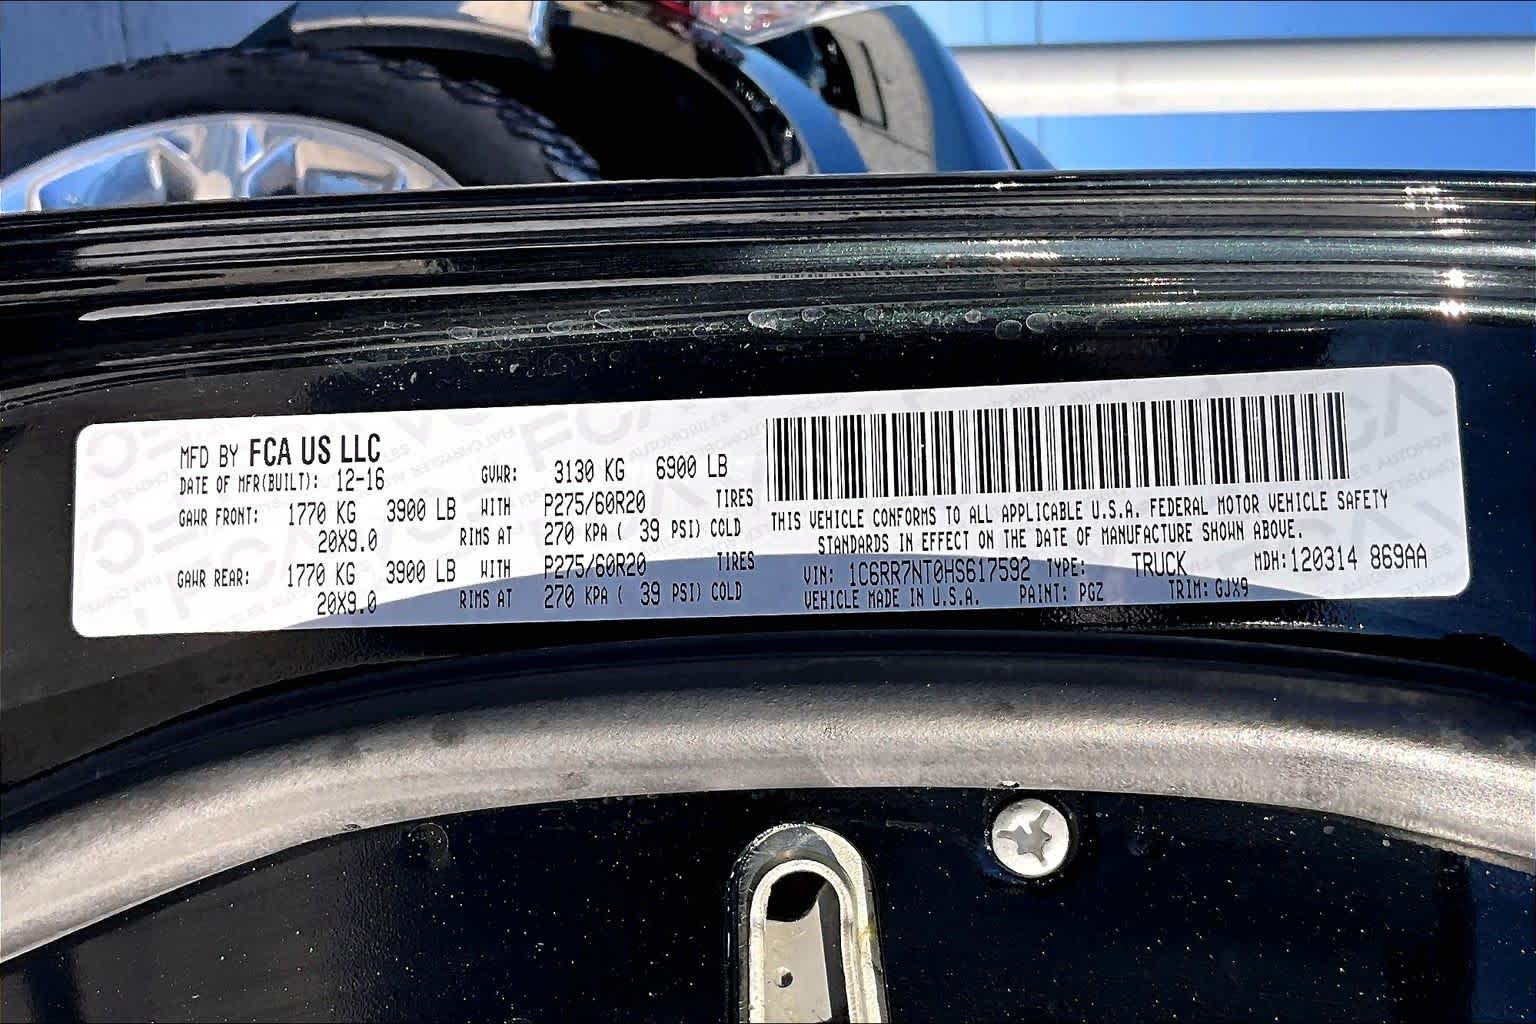 MFD BY FCA US LLC
DATE OF MFR(BUILT): 12-16 GVWR: 3130 KG 6900 LB
GAWR FRONT: 1770 KG 3900 LB WITH P275/60R20 TIRES
20X9.0 RIMS AT 270 KPA ( 39 PSI) COLD
GAWR REAR: 1770 KG 3900 LB WITH P275/60R20 TIRES
20X9.0 RIMS AT 270 KPA ( 39 PSI) COLD
THIS VEHICLE CONFORMS TO ALL APPLICABLE U.S.A. FEDERAL MOTOR VEHICLE SAFETY
STANDARDS IN EFFECT ON THE DATE OF MANUFACTURE SHOWN ABOVE.
VIN: 1C6RR7NT0HS617592 TYPE: TRUCK MDH: 120314 869AA
VEHICLE MADE IN U.S.A. PAINT: PGZ TRIM: GJX9